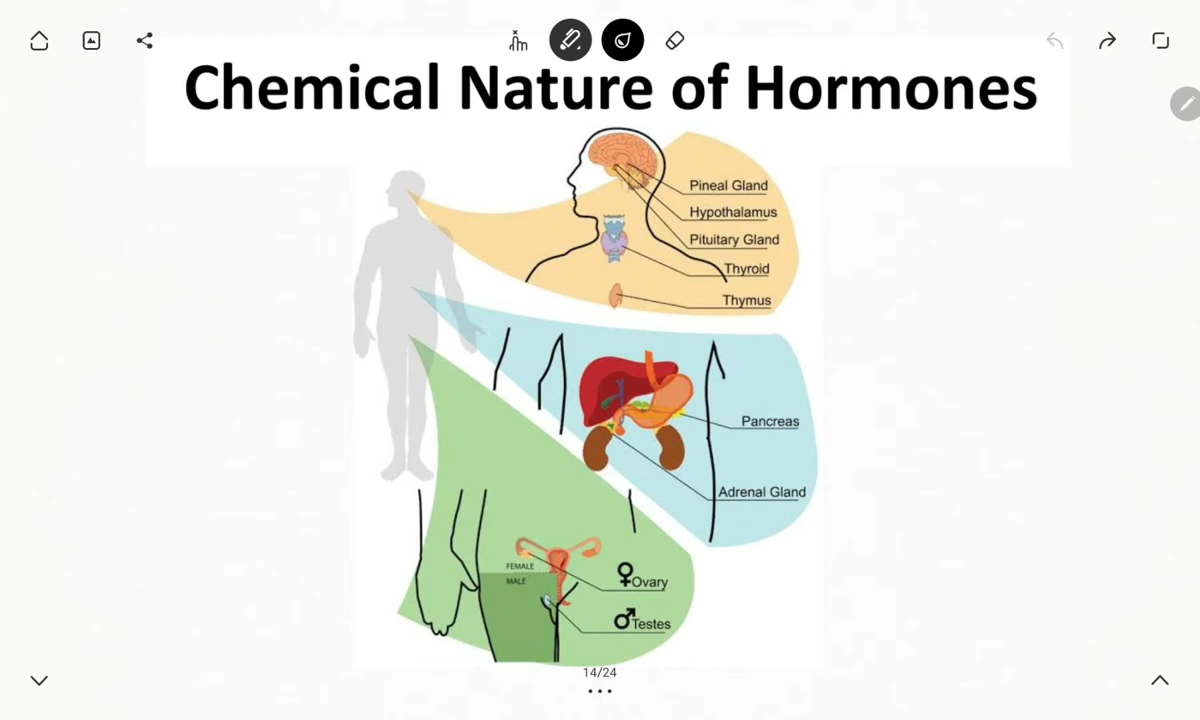 Chemical Nature of Hormones
Pineal Gland
Hypothalamus
Pituitary Gland
Thyroid
Thymus
Pancreas
Adrenal Gland
FEMALE
MALE
♀Ovary
♂Testes
14/24